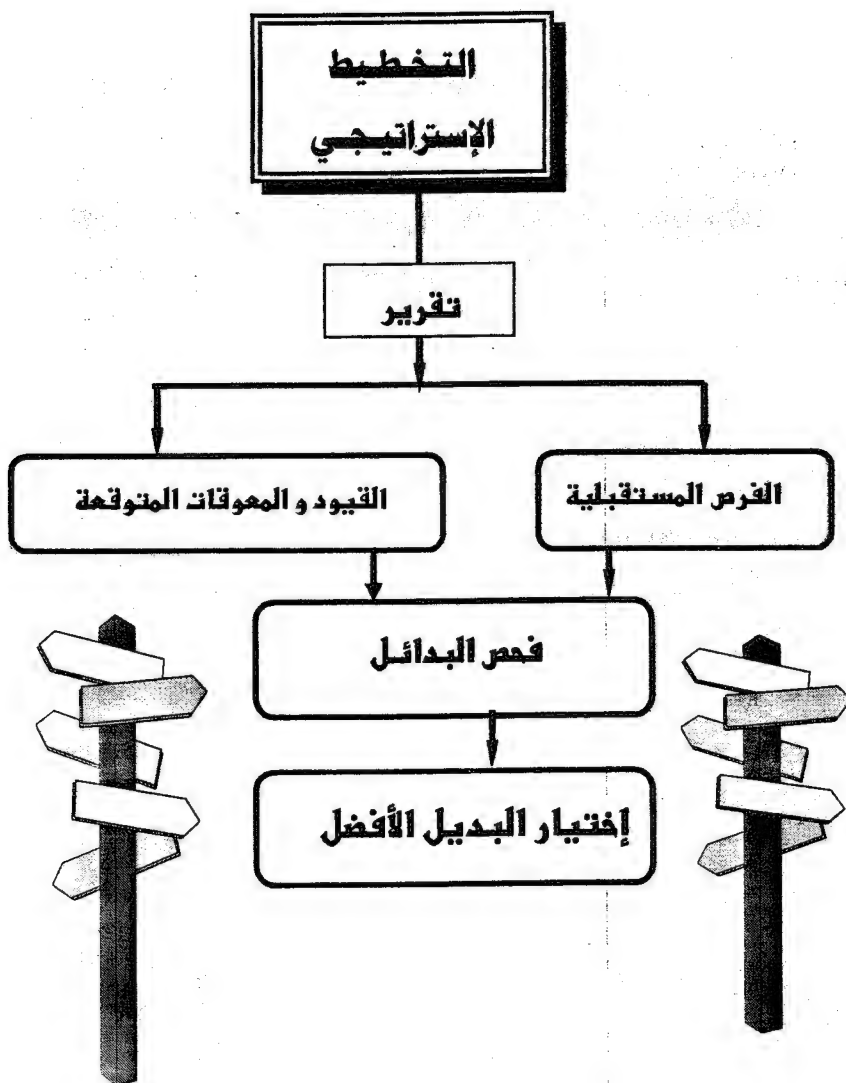 التخطيط
الإستراتيجي
تقرير
الفرص المستقبلية
القيود و المعوقات المتوقعة
فحص البدائل
إختيار البديل الأفضل